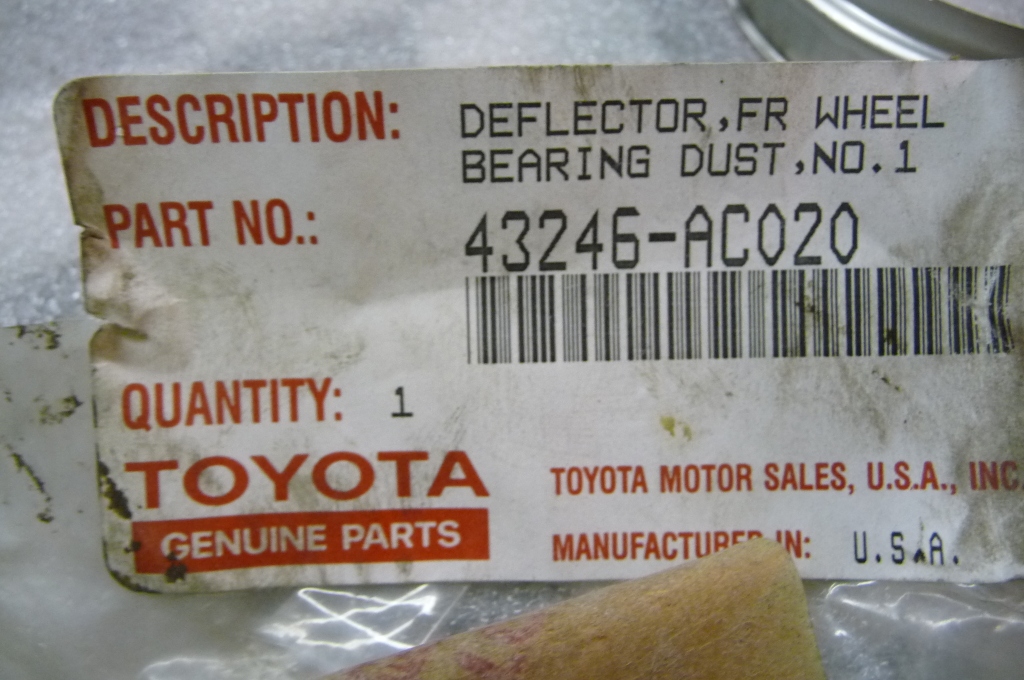 DESCRIPTION: DEFLECTOR,FR WHEEL
BEARING DUST,NO.1
PART NO.: 43246-AC020
QUANTITY: 1
TOYOTA
GENUINE PARTS
TOYOTA MOTOR SALES, U.S.A., INC.
MANUFACTURED IN: U.S.A.